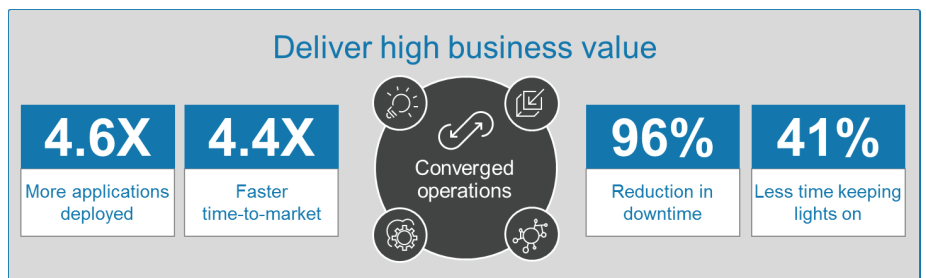 Deliver high business value
4.6X
More applications
deployed
4.4X
Faster
time-to-market
Converged
operations
96%
Reduction in
downtime
41%
Less time keeping
lights on